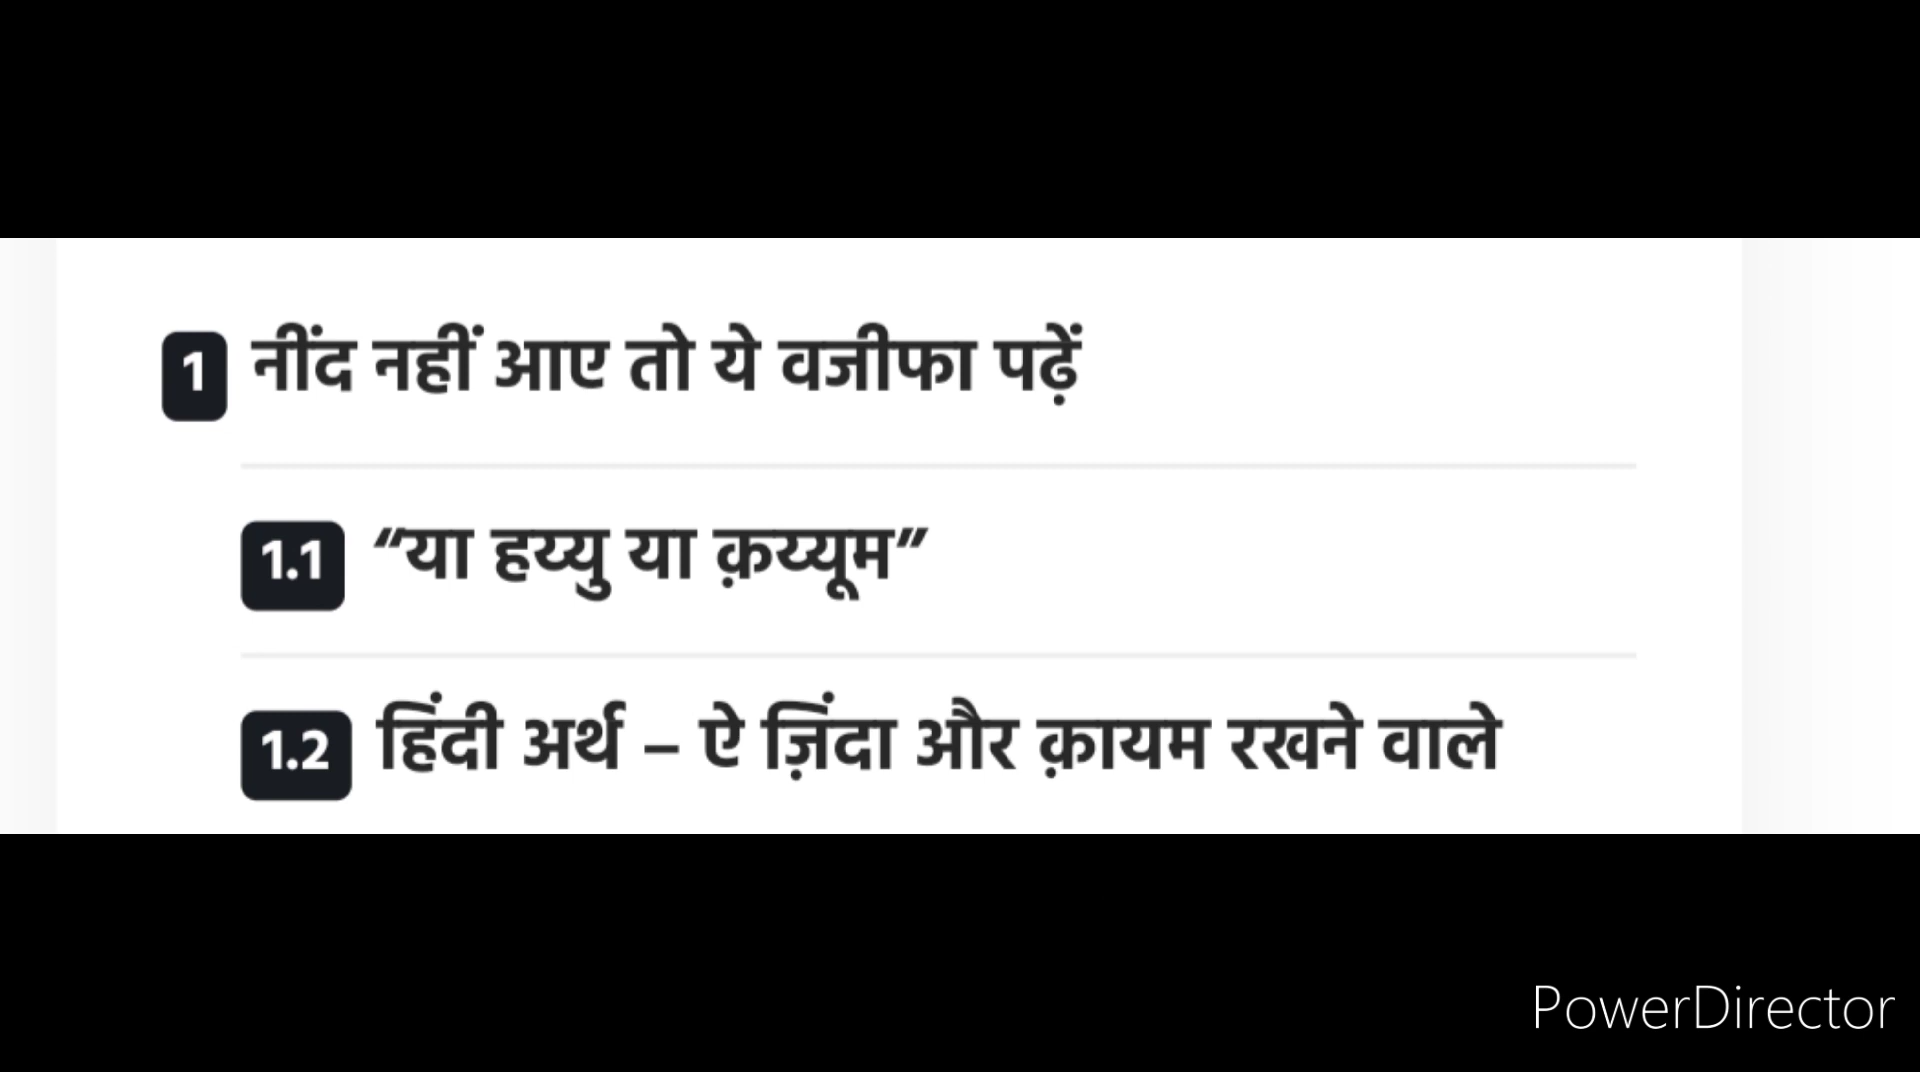 1 नींद नहीं आए तो ये वजीफा पढ़ें
1.1 “या हय्यु या क़य्यूम”
1.2 हिंदी अर्थ – ऐ ज़िंदा और क़ायम रखने वाले
PowerDirector